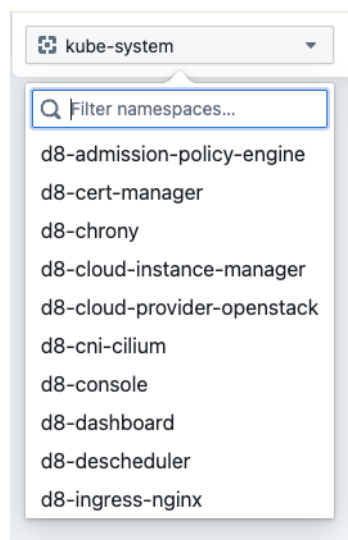 kube-system
Filter namespaces...
d8-admission-policy-engine
d8-cert-manager
d8-chrony
d8-cloud-instance-manager
d8-cloud-provider-openstack
d8-cni-cilium
d8-console
d8-dashboard
d8-descheduler
d8-ingress-nginx